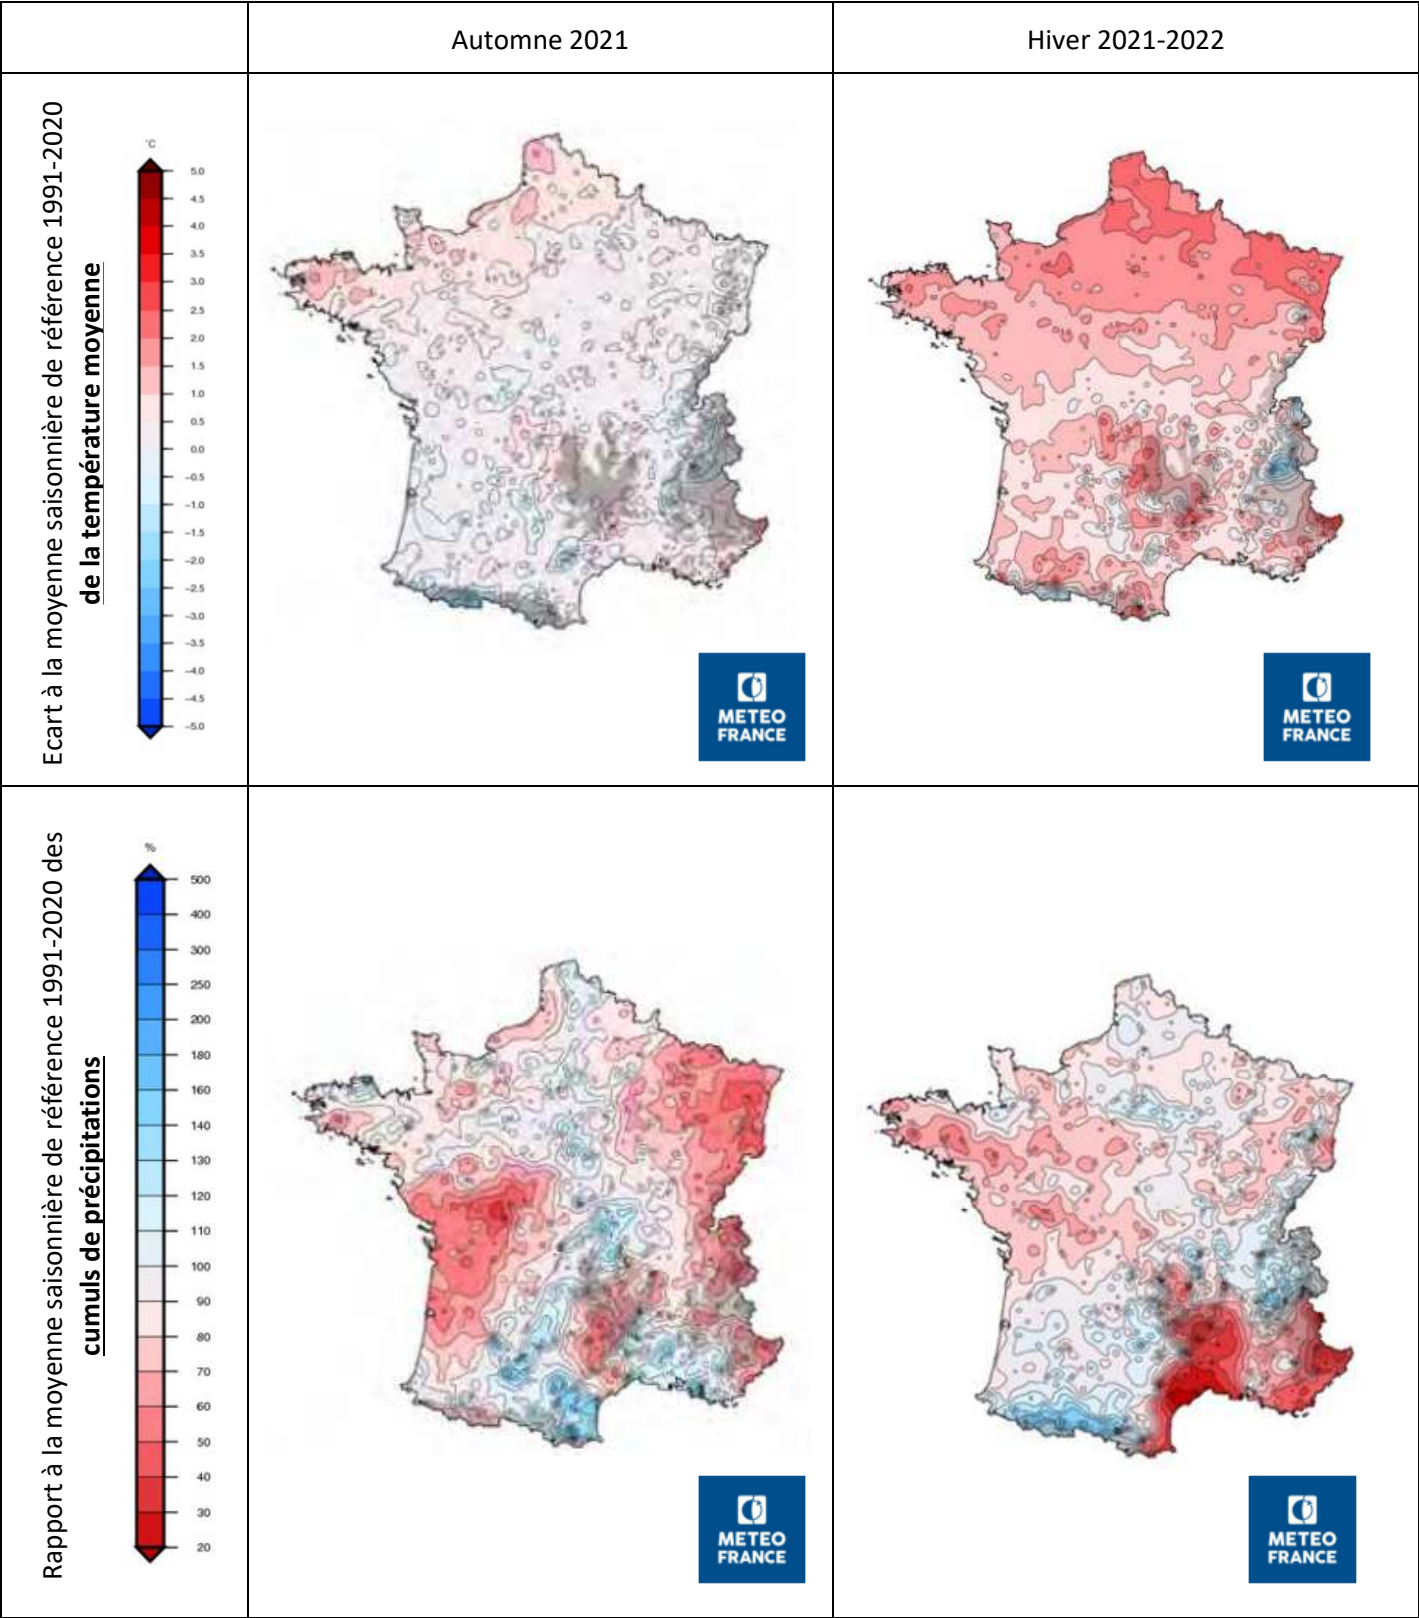 Automne 2021
Hiver 2021-2022
Ecart à la moyenne saisonnière de référence 1991-2020
de la température moyenne
°C
5.0
4.5
4.0
3.5
3.0
2.5
2.0
1.5
1.0
0.5
0.0
−0.5
−1.0
−1.5
−2.0
−2.5
−3.0
−3.5
−4.0
−4.5
−5.0
METEO
FRANCE
METEO
FRANCE
Rapport à la moyenne saisonnière de référence 1991-2020 des
cumuls de précipitations
%
500
400
300
250
200
180
160
140
130
120
110
100
90
80
70
60
50
40
30
20
METEO
FRANCE
METEO
FRANCE